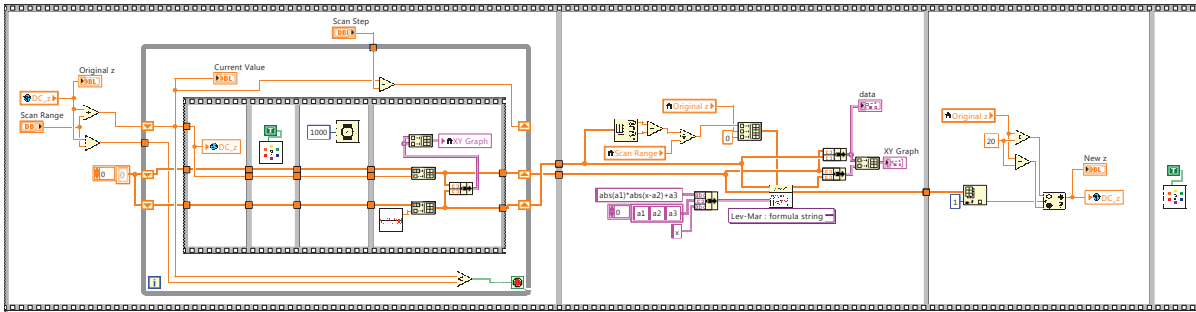 Scan Step
DBL
Original z
DBL
DC_z
Scan Range
DBL
0
0
Current Value
DBL
DC_z
T
1000
XY Graph
i
Original z
Scan Range
0
data
XY Graph
abs(a1)*abs(x-a2)+a3
0
a1
a2
a3
x
Lev-Mar : formula string
Original z
20
1
New z
DBL
DC_z
T